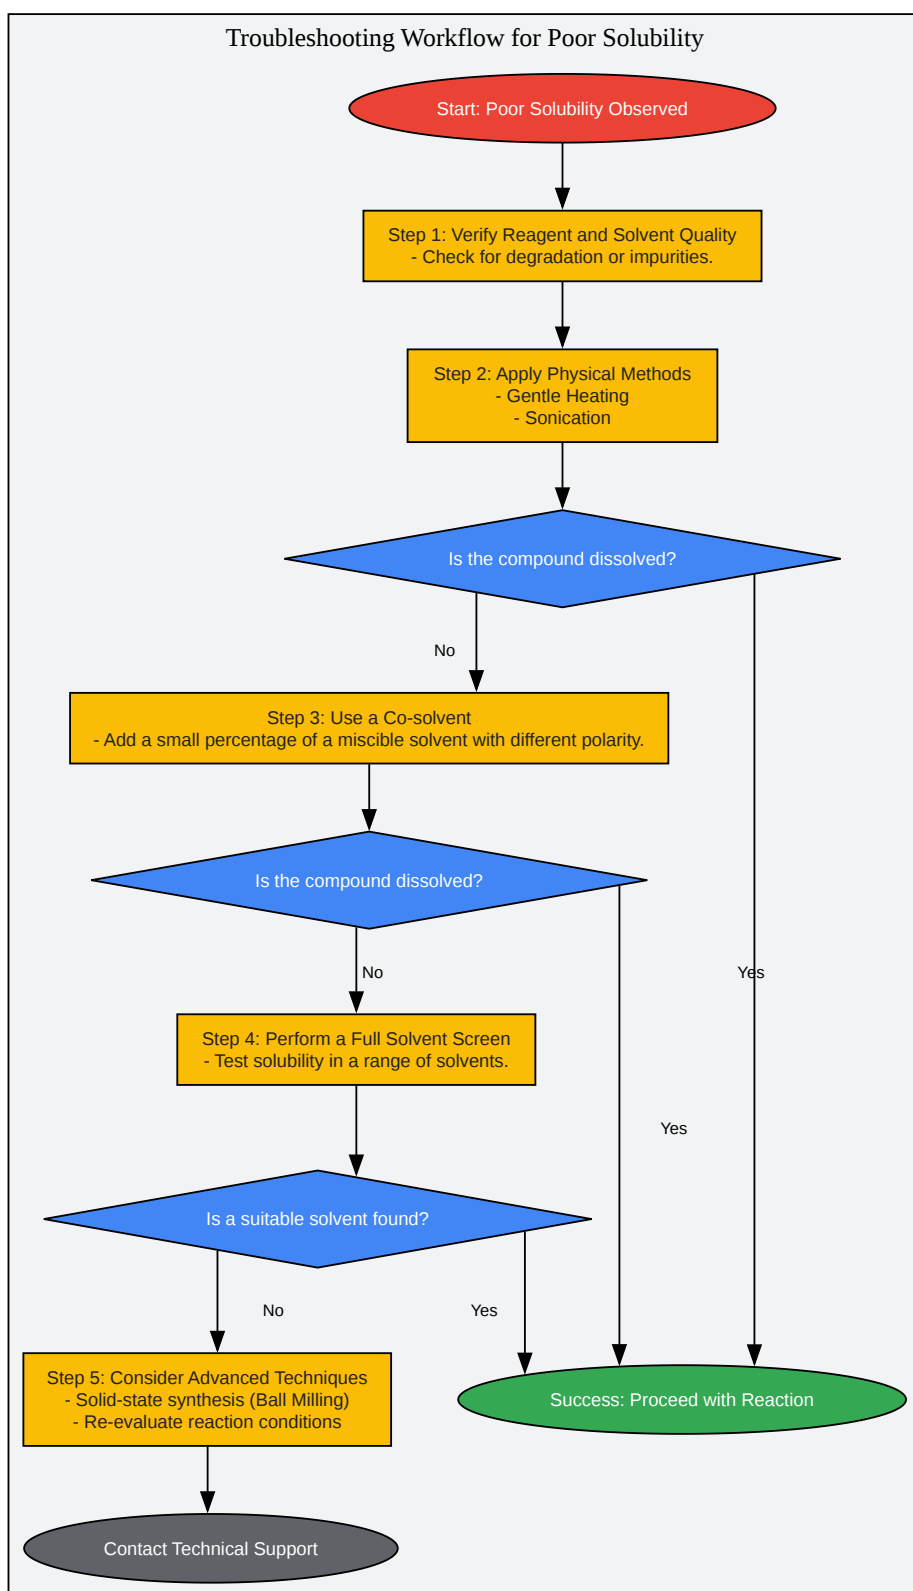 Troubleshooting Workflow for Poor Solubility
Start: Poor Solubility Observed
Step 1: Verify Reagent and Solvent Quality
- Check for degradation or impurities.
Step 2: Apply Physical Methods
- Gentle Heating
- Sonication
Is the compound dissolved?
No
Step 3: Use a Co-solvent
- Add a small percentage of a miscible solvent with different polarity.
Is the compound dissolved?
No
Yes
Step 4: Perform a Full Solvent Screen
- Test solubility in a range of solvents.
Yes
Is a suitable solvent found?
No
Yes
Step 5: Consider Advanced Techniques
- Solid-state synthesis (Ball Milling)
- Re-evaluate reaction conditions
Success: Proceed with Reaction
Contact Technical Support